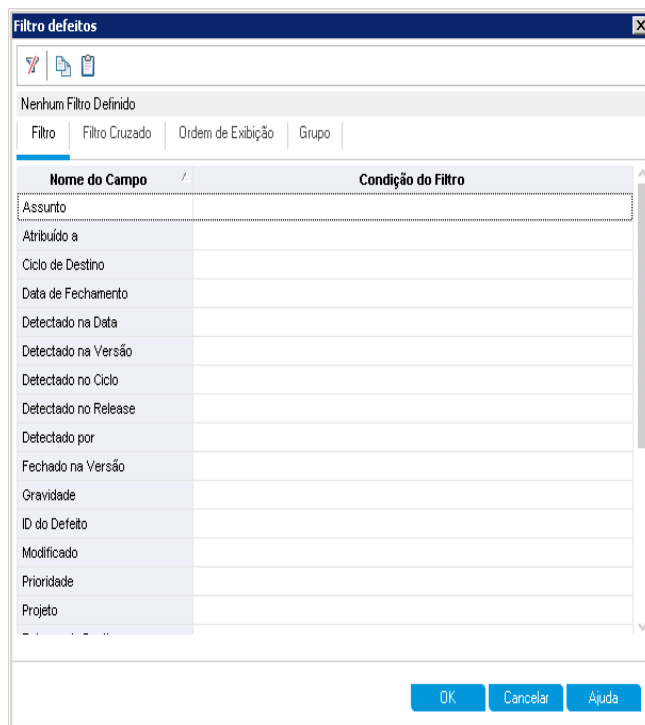 Filtro defeitos
Nenhum Filtro Definido
Filtro Filtro Cruzado Ordem de Exibição Grupo
Nome do Campo Condição do Filtro
Assunto
Atribuído a
Ciclo de Destino
Data de Fechamento
Detectado na Data
Detectado na Versão
Detectado no Ciclo
Detectado no Release
Detectado por
Fechado na Versão
Gravidade
ID do Defeito
Modificado
Prioridade
Projeto
OK Cancelar Ajuda